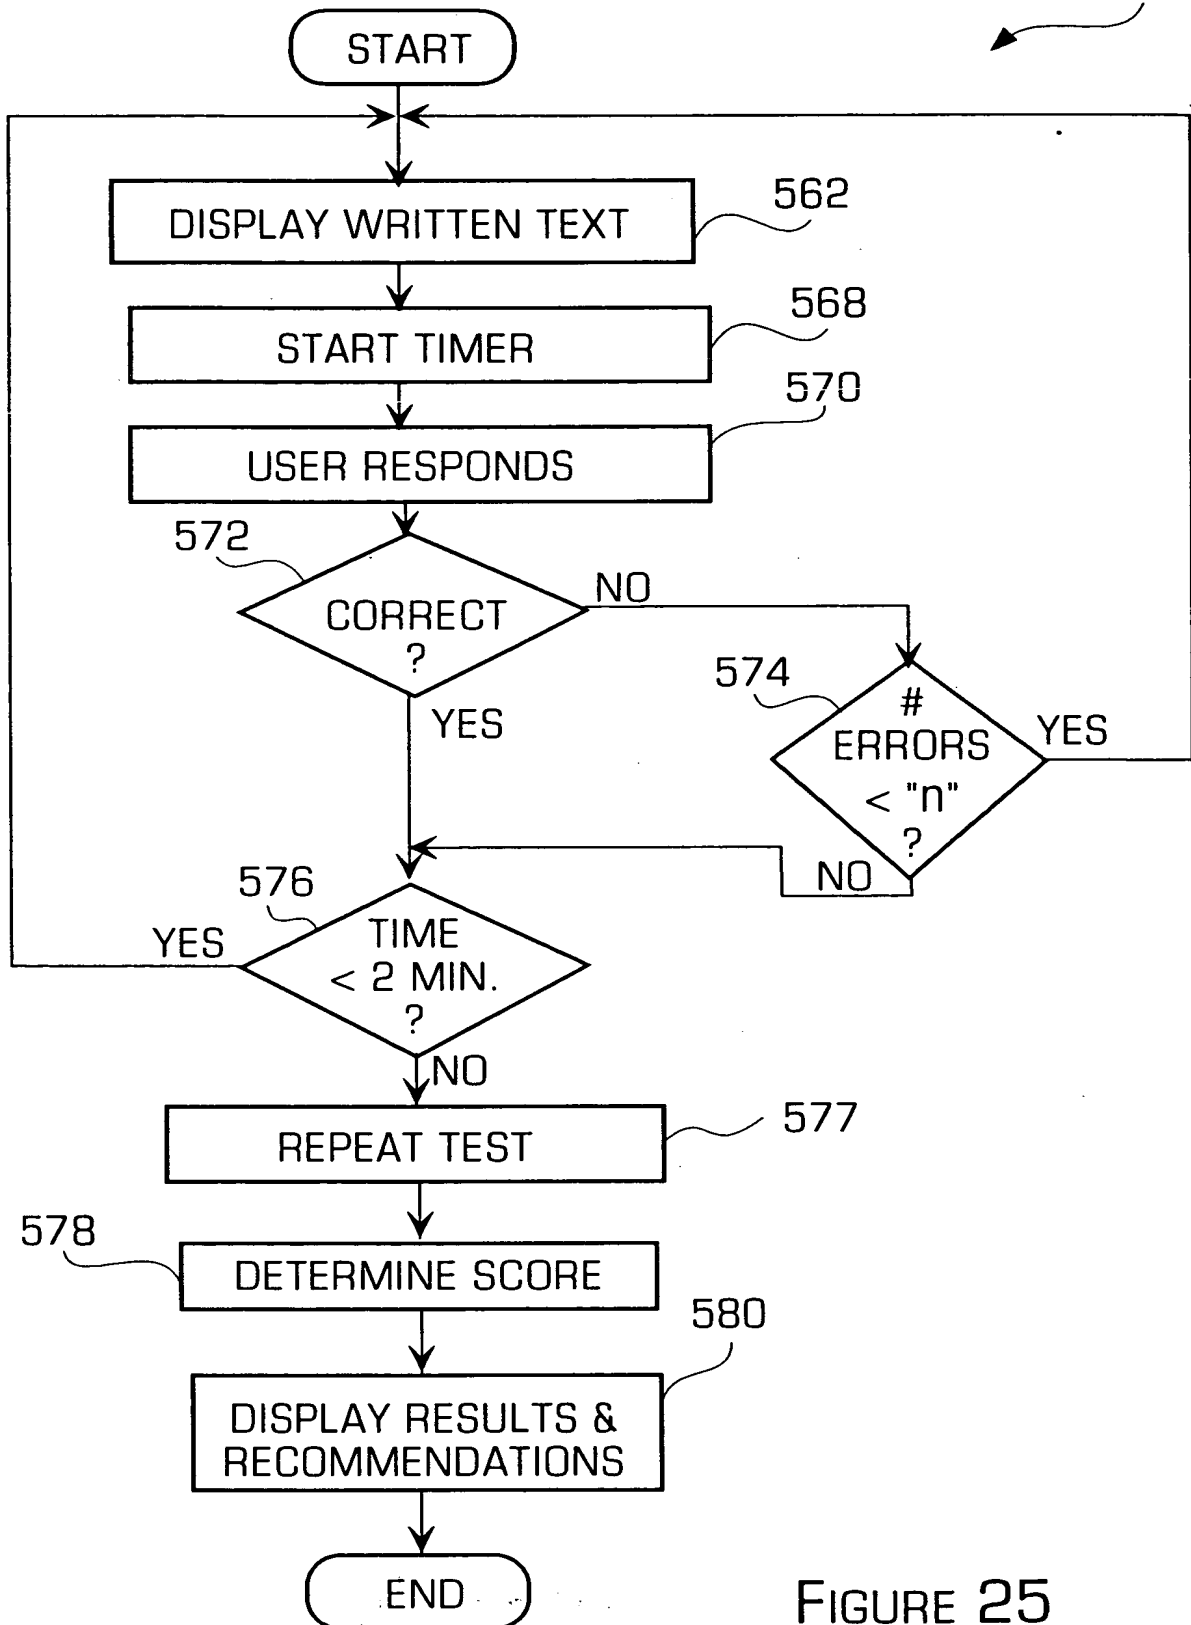 START
DISPLAY WRITTEN TEXT
562
START TIMER
568
USER RESPONDS
570
572
CORRECT
?
NO
YES
574
#
ERRORS
< "n"
?
YES
NO
576
TIME
< 2 MIN.
?
YES
NO
REPEAT TEST
577
578
DETERMINE SCORE
580
DISPLAY RESULTS &
RECOMMENDATIONS
END
FIGURE 25